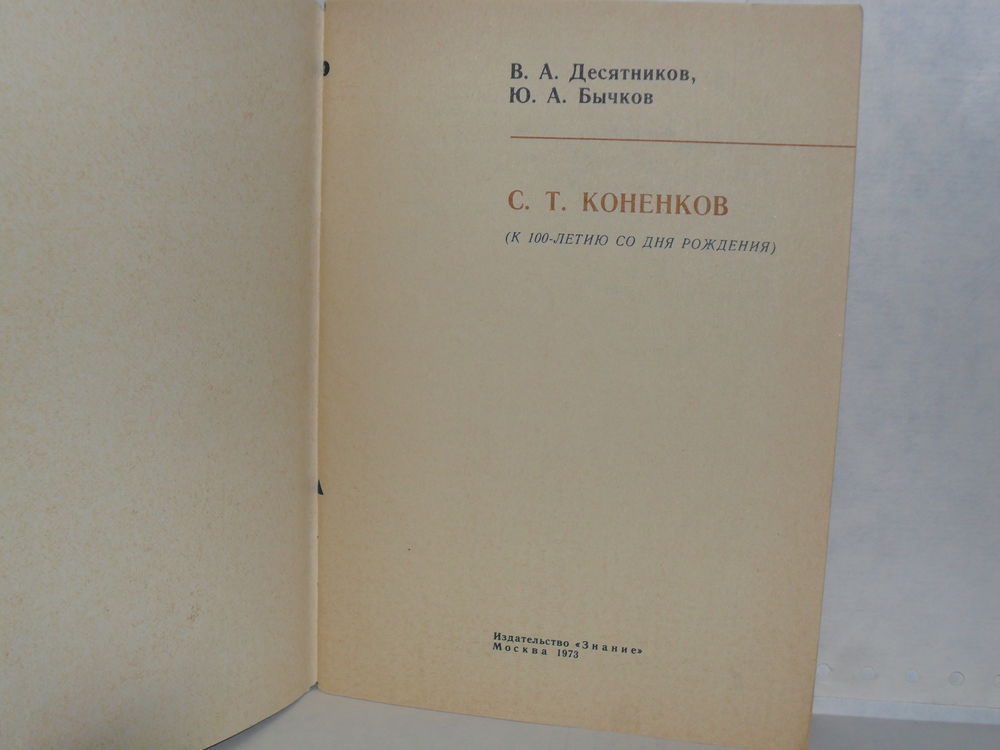 В. А. Десятников,
Ю. А. Бычков
С. Т. КОНЕНКОВ
(К 100-ЛЕТИЮ СО ДНЯ РОЖДЕНИЯ)
Издательство «Знание»
Москва 1973